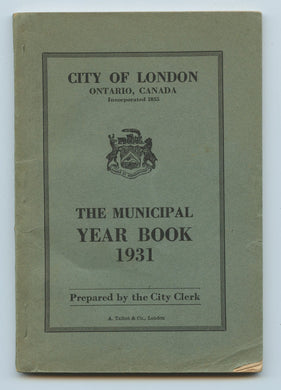 CITY OF LONDON
ONTARIO, CANADA
Incorporated 1855
THE MUNICIPAL
YEAR BOOK
1931
Prepared by the City Clerk
A. Talbot & Co., London